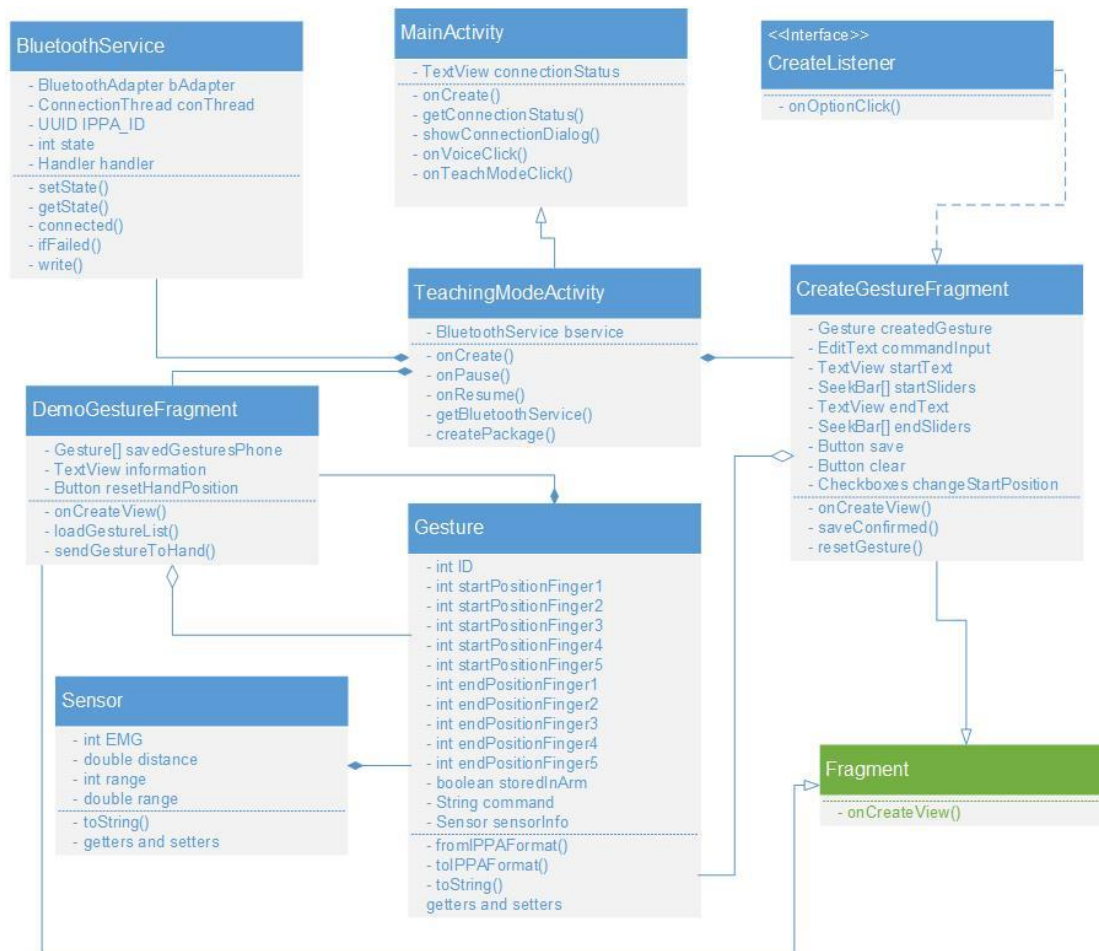 BluetoothService
- BluetoothAdapter bAdapter
- ConnectionThread conThread
- UUID IPPA_ID
- int state
- Handler handler
- setState()
- getState()
- connected()
- ifFailed()
- write()
MainActivity
- TextView connectionStatus
- onCreate()
- getConnectionStatus()
- showConnectionDialog()
- onVoiceClick()
- onTeachModeClick()
<<Interface>>
CreateListener
- onOptionClick()
TeachingModeActivity
- BluetoothService bservice
- onCreate()
- onPause()
- onResume()
- getBluetoothService()
- createPackage()
CreateGestureFragment
- Gesture createdGesture
- EditText commandInput
- TextView startText
- SeekBar[] startSliders
- TextView endText
- SeekBar[] endSliders
- Button save
- Button clear
- Checkboxes changeStartPosition
- onCreateView()
- saveConfirmed()
- resetGesture()
DemoGestureFragment
- Gesture[] savedGesturesPhone
- TextView information
- Button resetHandPosition
- onCreateView()
- loadGestureList()
- sendGestureToHand()
Gesture
- int ID
- int startPositionFinger1
- int startPositionFinger2
- int startPositionFinger3
- int startPositionFinger4
- int startPositionFinger5
- int endPositionFinger1
- int endPositionFinger2
- int endPositionFinger3
- int endPositionFinger4
- int endPositionFinger5
- boolean storedInArm
- String command
- Sensor sensorInfo
- fromIPPAFormat()
- toIPPAFormat()
- toString()
getters and setters
Sensor
- int EMG
- double distance
- int range
- double range
- toString()
- getters and setters
Fragment
- onCreateView()